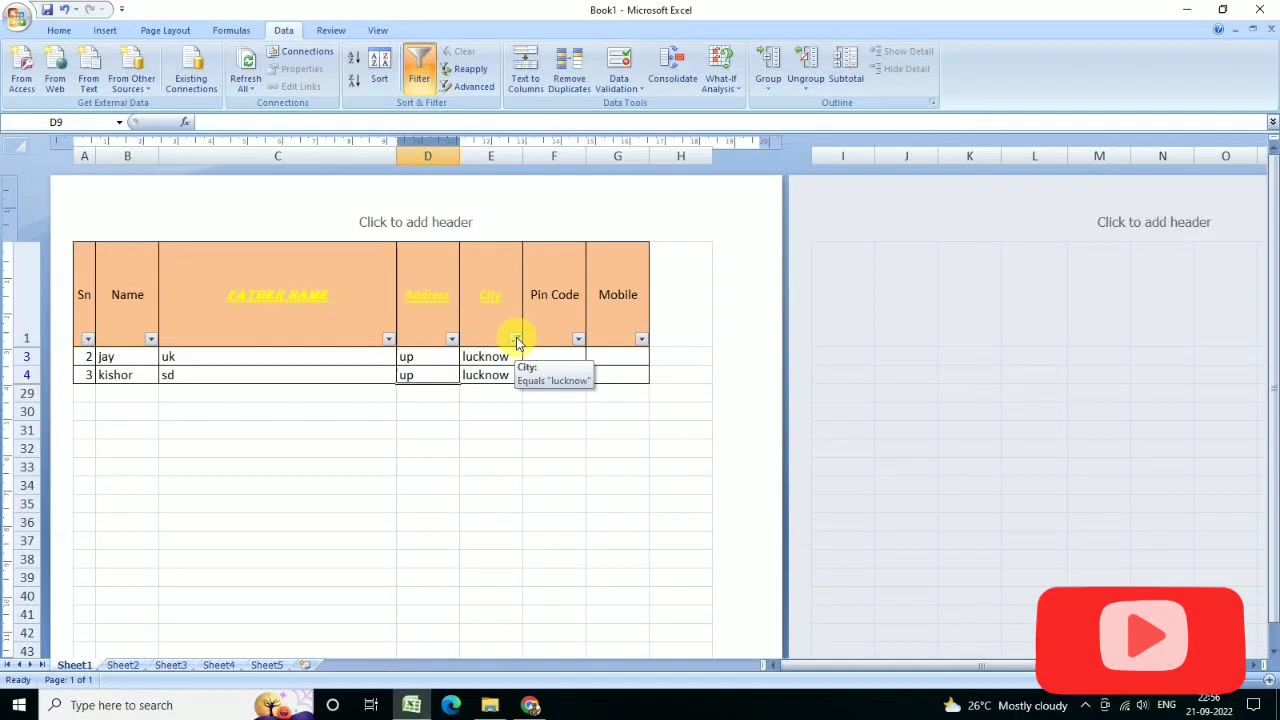 Book1 - Microsoft Excel
Home Insert Page Layout Formulas Data Review View
From Access
From Web
From Text
From Other Sources
Existing Connections
Refresh All
Connections
Properties
Edit Links
Sort
Filter
Clear
Reapply
Advanced
Text to Columns
Remove Duplicates
Data Validation
Consolidate
What-If Analysis
Group
Ungroup
Subtotal
Show Detail
Hide Detail
Get External Data Connections Sort & Filter Data Tools Outline
D9 fx
A B C D E F G H I J K L M N O
Click to add header Click to add header
1 Sn Name FATHER NAME Address City Pin Code Mobile
3 2 jay uk up lucknow
4 3 kishor sd up lucknow
City:
Equals "lucknow"
29
30
31
32
33
34
35
36
37
38
39
40
41
42
43
Sheet1 Sheet2 Sheet3 Sheet4 Sheet5
Ready Page: 1 of 1
Type here to search
26°C Mostly cloudy
ENG
22:56
21-09-2022